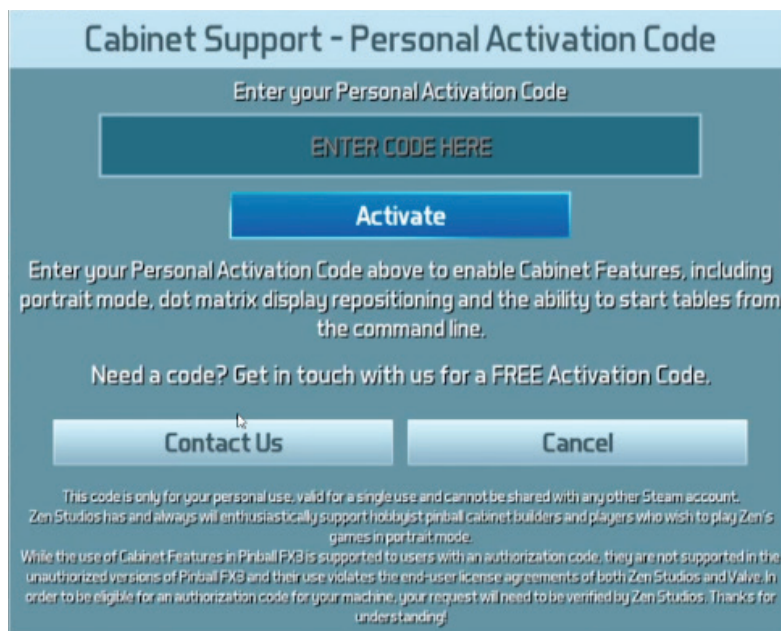 Cabinet Support - Personal Activation Code
Enter your Personal Activation Code
ENTER CODE HERE
Activate
Enter your Personal Activation Code above to enable Cabinet Features, including
portrait mode, dot matrix display repositioning and the ability to start tables from
the command line.
Need a code? Get in touch with us for a FREE Activation Code.
Contact Us
Cancel
This code is only for your personal use, valid for a single use and cannot be shared with any other Steam account.
Zen Studios has and always will enthusiastically support hobbyist pinball cabinet builders and players who wish to play Zen's
games in portrait mode.
While the use of Cabinet Features in Pinball FX3 is supported to users with an authorization code, they are not supported in the
unauthorized versions of Pinball FX3 and their use violates the end-user license agreements of both Zen Studios and Valve. In
order to be eligible for an authorization code for your machine, your request will need to be verified by Zen Studios. Thanks for
understanding!